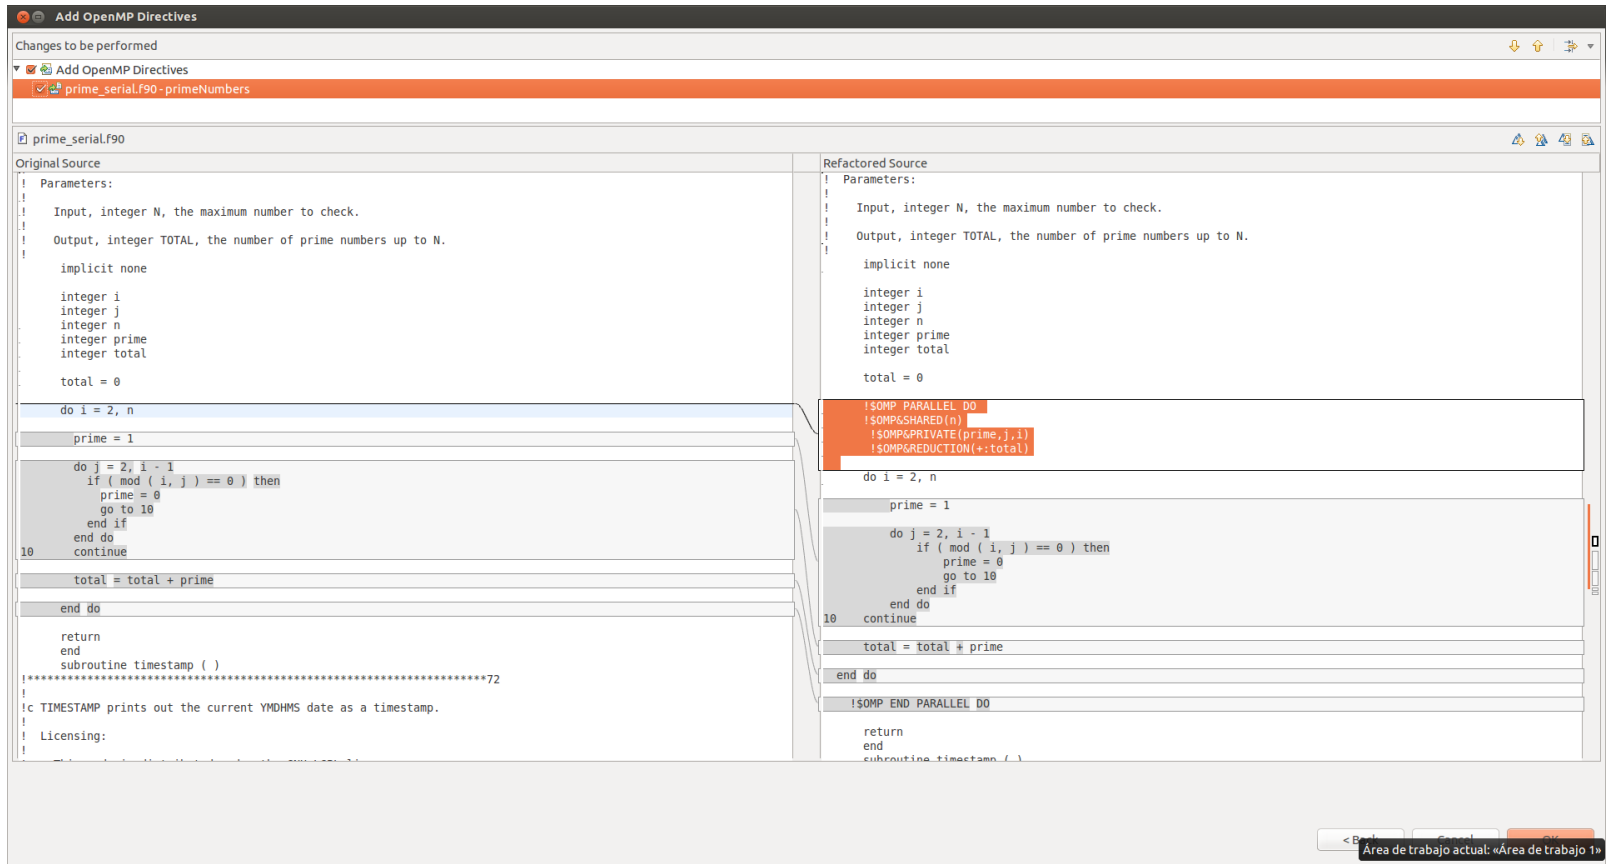 Add OpenMP Directives
Changes to be performed
Add OpenMP Directives
prime_serial.f90 - primeNumbers
prime_serial.f90
Original Source
!  Parameters:
!
!    Input, integer N, the maximum number to check.
!
!    Output, integer TOTAL, the number of prime numbers up to N.
!
      implicit none
      integer i
      integer j
      integer n
      integer prime
      integer total
      total = 0
      do i = 2, n
        prime = 1
        do j = 2, i - 1
          if ( mod ( i, j ) == 0 ) then
            prime = 0
            go to 10
          end if
        end do
10      continue
        total = total + prime
      end do
      return
      end
      subroutine timestamp ( )
!*********************************************************************72
!
!c TIMESTAMP prints out the current YMDHMS date as a timestamp.
!
!  Licensing:
!
Refactored Source
!  Parameters:
!
!    Input, integer N, the maximum number to check.
!
!    Output, integer TOTAL, the number of prime numbers up to N.
!
      implicit none
      integer i
      integer j
      integer n
      integer prime
      integer total
      total = 0
      !$OMP PARALLEL DO
      !$OMP&SHARED(n)
       !$OMP&PRIVATE(prime,j,i)
       !$OMP&REDUCTION(+:total)
      do i = 2, n
          prime = 1
          do j = 2, i - 1
              if ( mod ( i, j ) == 0 ) then
                  prime = 0
                  go to 10
              end if
          end do
10    continue
      total = total + prime
  end do
    !$OMP END PARALLEL DO
      return
      end
      subroutine timestamp ( )
< Back
Cancel
OK
Área de trabajo actual: «Área de trabajo 1»